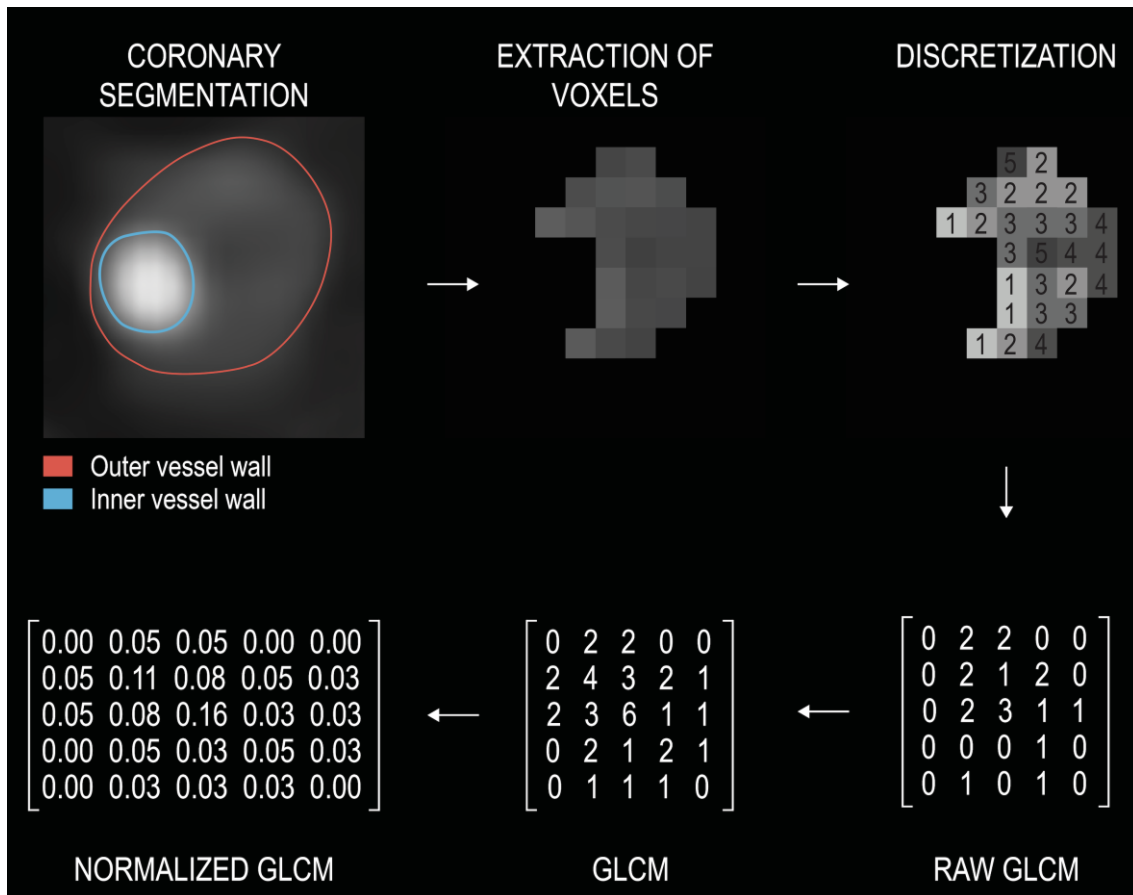 CORONARY
SEGMENTATION
EXTRACTION OF
VOXELS
DISCRETIZATION
5 2
3 2 2 2
1 2 3 3 3 4
3 5 4 4
1 3 2 4
1 3 3
1 2 4
Outer vessel wall
Inner vessel wall
0.00 0.05 0.05 0.00 0.00
0.05 0.11 0.08 0.05 0.03
0.05 0.08 0.16 0.03 0.03
0.00 0.05 0.03 0.05 0.03
0.00 0.03 0.03 0.03 0.00
NORMALIZED GLCM
0 2 2 0 0
2 4 3 2 1
2 3 6 1 1
0 2 1 2 1
0 1 1 1 0
GLCM
0 2 2 0 0
0 2 1 2 0
0 2 3 1 1
0 0 0 1 0
0 1 0 1 0
RAW GLCM